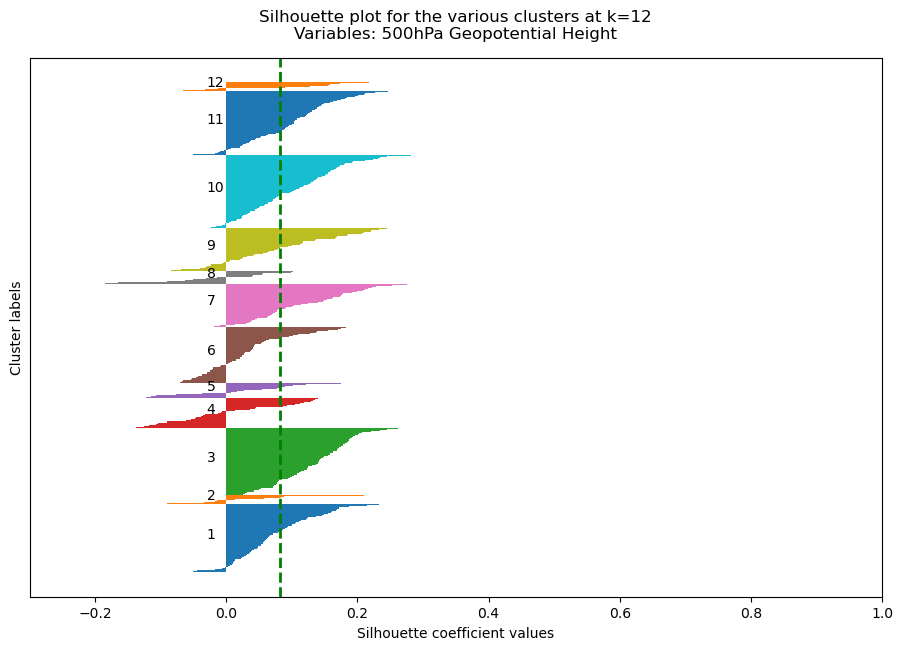 Silhouette plot for the various clusters at k=12
Variables: 500hPa Geopotential Height
Cluster labels
12
11
10
9
8
7
6
5
4
3
2
1
−0.2 0.0 0.2 0.4 0.6 0.8 1.0
Silhouette coefficient values